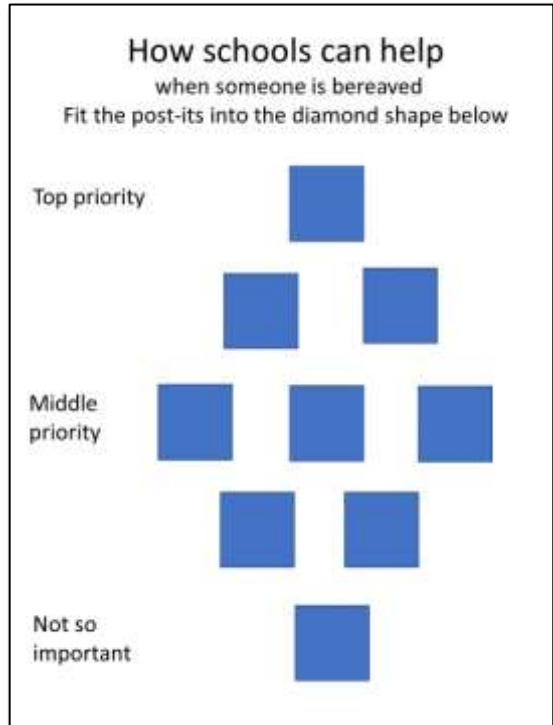 How schools can help
when someone is bereaved
Fit the post-its into the diamond shape below
Top priority
Middle
priority
Not so
important